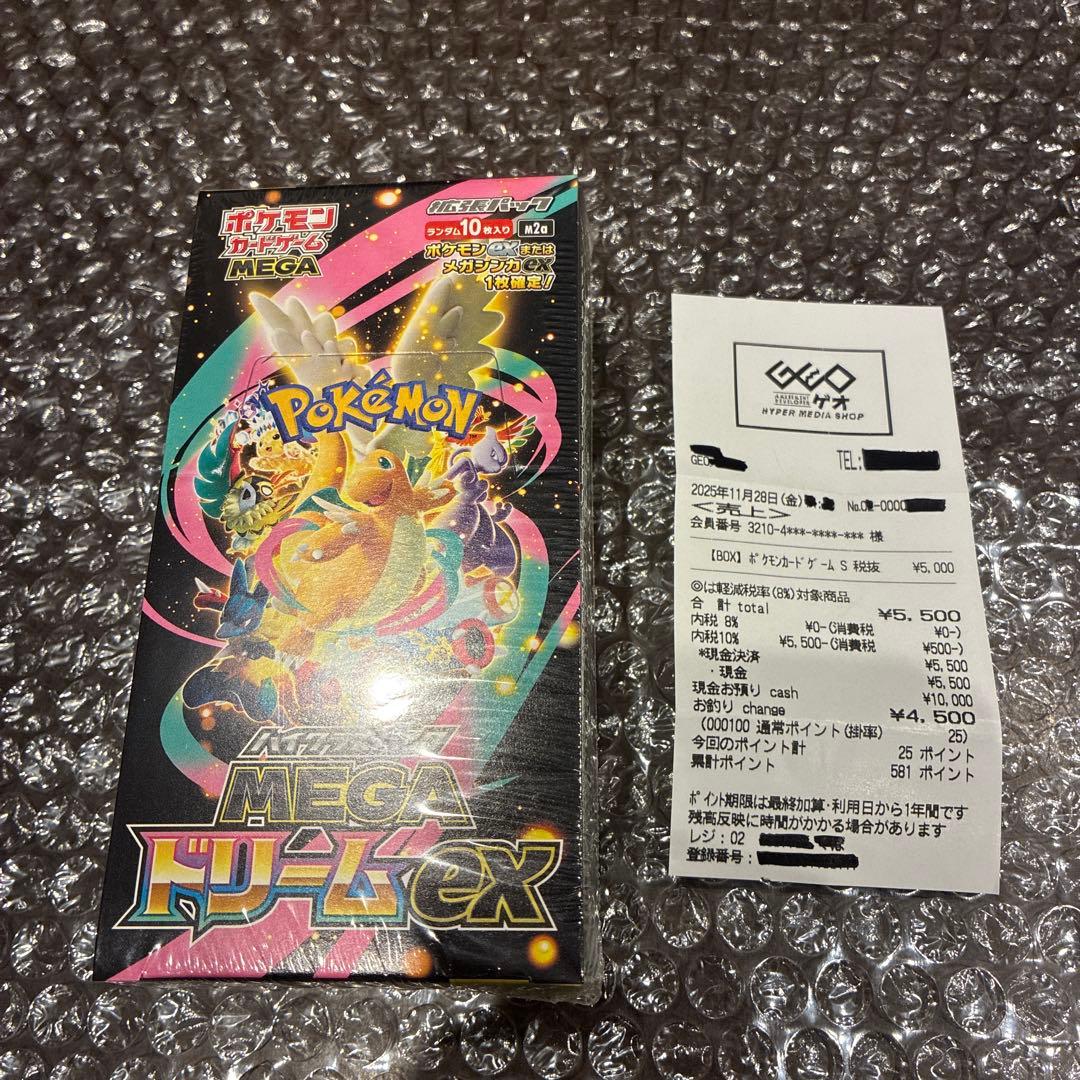 ポケモン
カードゲーム
MEGA
拡張パック
ランダム10枚入り M2a
ポケモンexまたは
メガシンカex
1枚確定!
POKéMON
ハイクラスパック
MEGA
ドリームex
GEO
ゲオ
AMUSEMENT
DEVELOPER
HYPER MEDIA SHOP
GEO
TEL:
2025年11月28日(金) No.0
-0000
<売上>
会員番号 3210-4***-****-*** 様
【BOX】ポケモンカードゲーム S 税抜 ¥5,000
◎は軽減税率(8%)対象商品
合 計 total ¥5,500
内税 8% ¥0-(消費税 ¥0-)
内税10% ¥5,500-(消費税 ¥500-)
*現金決済 ¥5,500
・現金 ¥5,500
現金お預り cash ¥10,000
お釣り change ¥4,500
(000100 通常ポイント(掛率) 25)
今回のポイント計 25 ポイント
累計ポイント 581 ポイント
ポイント期限は最終加算・利用日から1年間です
残高反映に時間がかかる場合があります
レジ:02
登録番号: